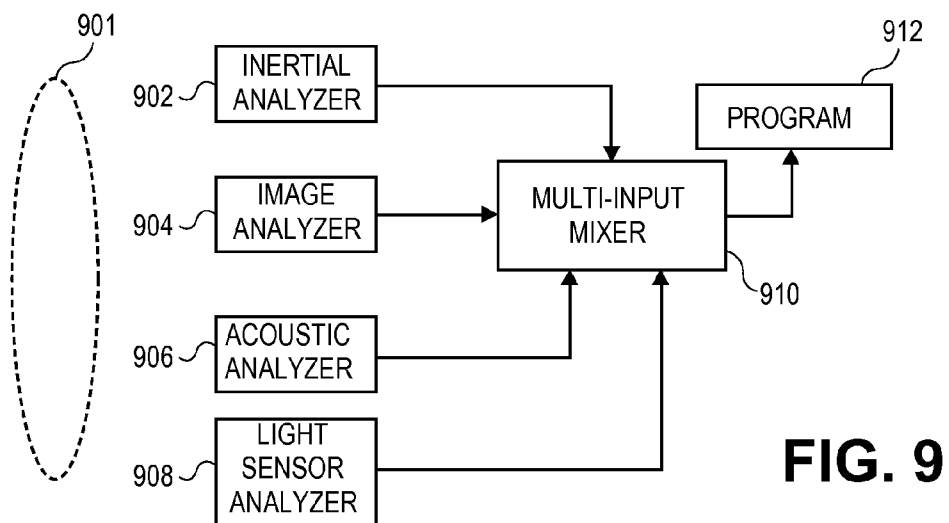 901
912
902
INERTIAL
ANALYZER
PROGRAM
904
IMAGE
ANALYZER
MULTI-INPUT
MIXER
910
906
ACOUSTIC
ANALYZER
908
LIGHT
SENSOR
ANALYZER
FIG. 9